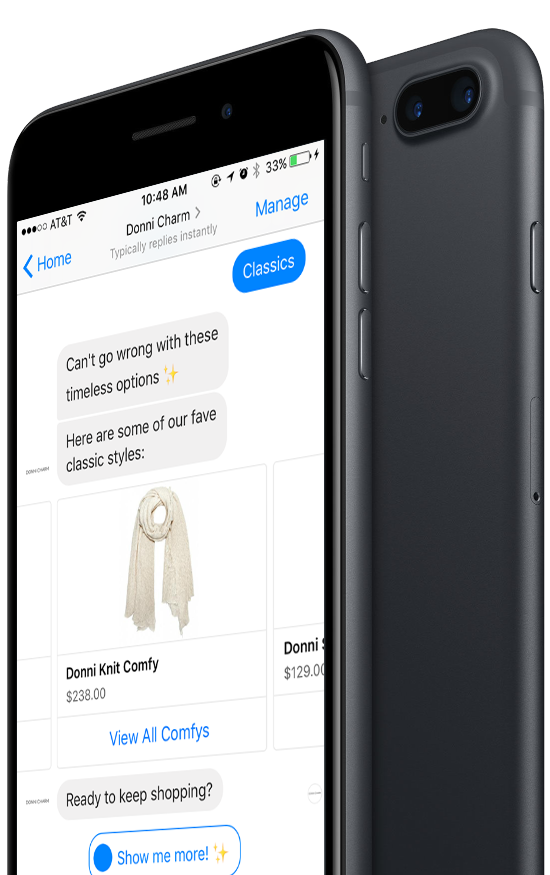 ●●●○○ AT&T 10:48 AM 33%
Home
Donni Charm >
Typically replies instantly
Manage
Classics
Can't go wrong with these
timeless options ✨
Here are some of our fave
classic styles:
DONNI CHARM
Donni Knit Comfy
$238.00
View All Comfys
Donni
$129.00
DONNI CHARM
Ready to keep shopping?
Show me more! ✨